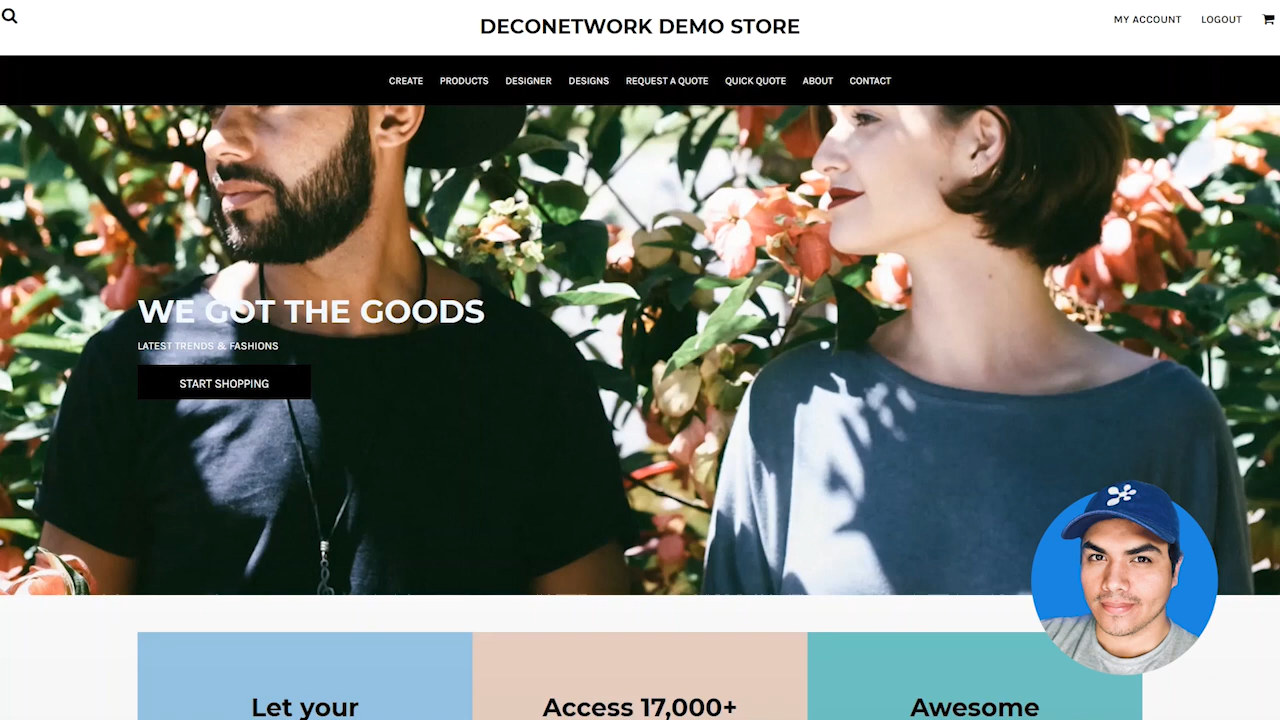 DECONETWORK DEMO STORE
MY ACCOUNT LOGOUT
CREATE PRODUCTS DESIGNER DESIGNS REQUEST A QUOTE QUICK QUOTE ABOUT CONTACT
WE GOT THE GOODS
LATEST TRENDS & FASHIONS
START SHOPPING
Let your
Access 17,000+
Awesome